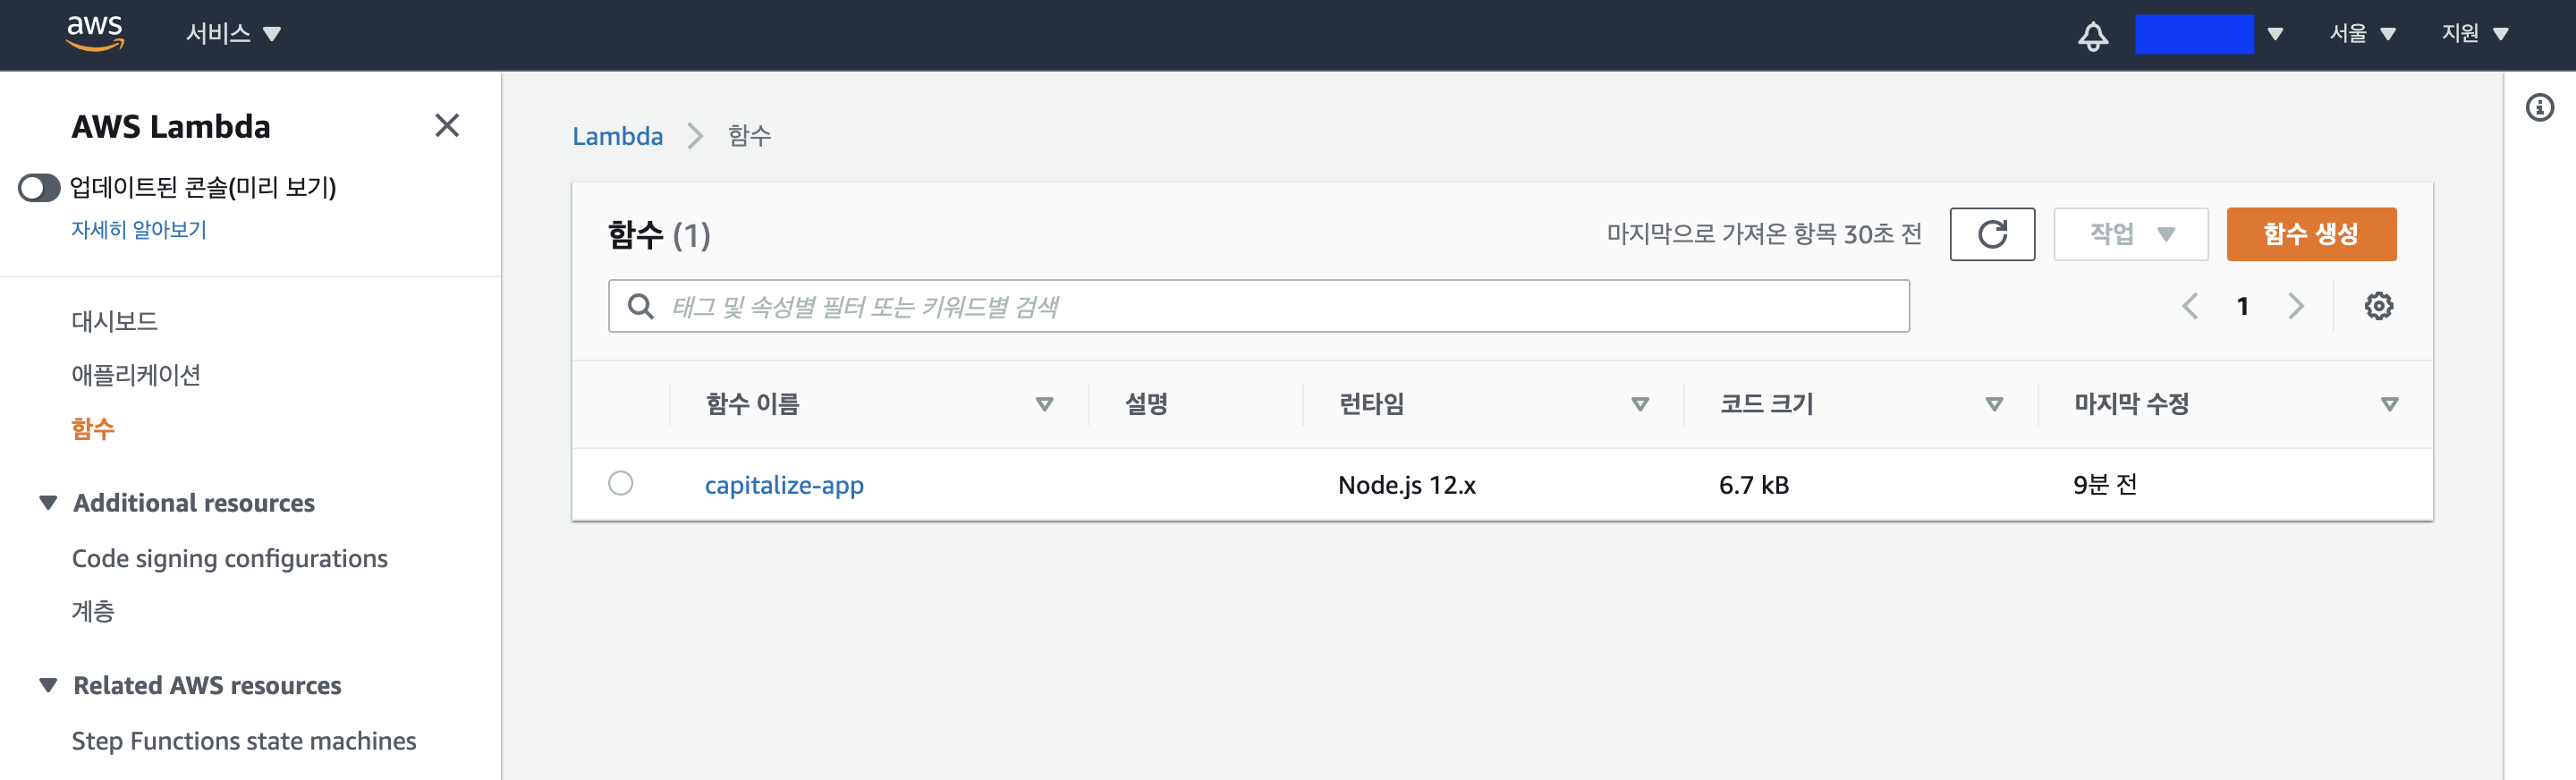 aws 서비스 서울 지원
AWS Lambda
업데이트된 콘솔(미리 보기)
자세히 알아보기
대시보드
애플리케이션
함수
Additional resources
Code signing configurations
계층
Related AWS resources
Step Functions state machines
Lambda 함수
함수 (1) 마지막으로 가져온 항목 30초 전 작업 함수 생성
태그 및 속성별 필터 또는 키워드별 검색 1
함수 이름 설명 런타임 코드 크기 마지막 수정
capitalize-app Node.js 12.x 6.7 kB 9분 전